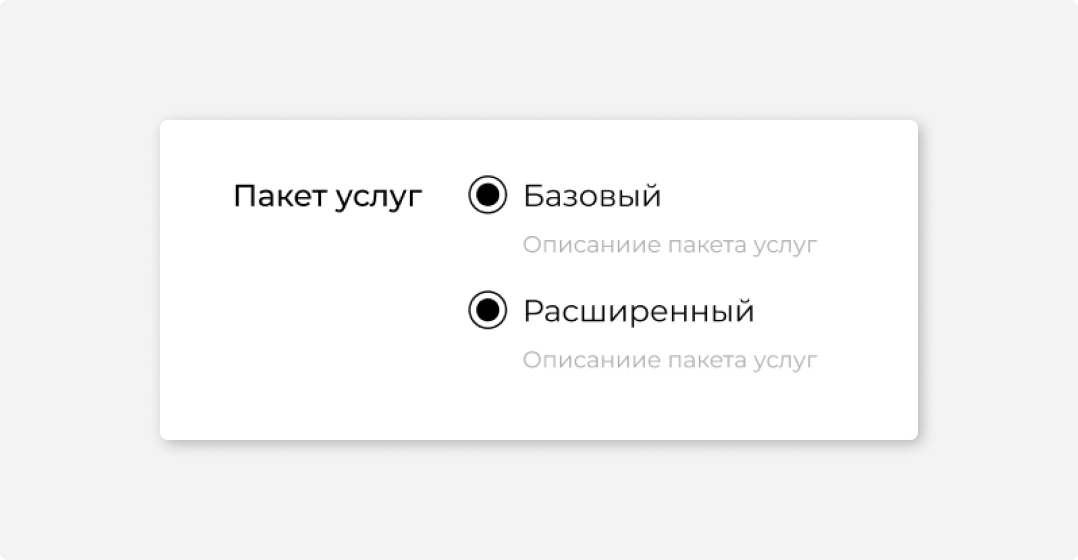 Пакет услуг
Базовый
Описаниие пакета услуг
Расширенный
Описаниие пакета услуг